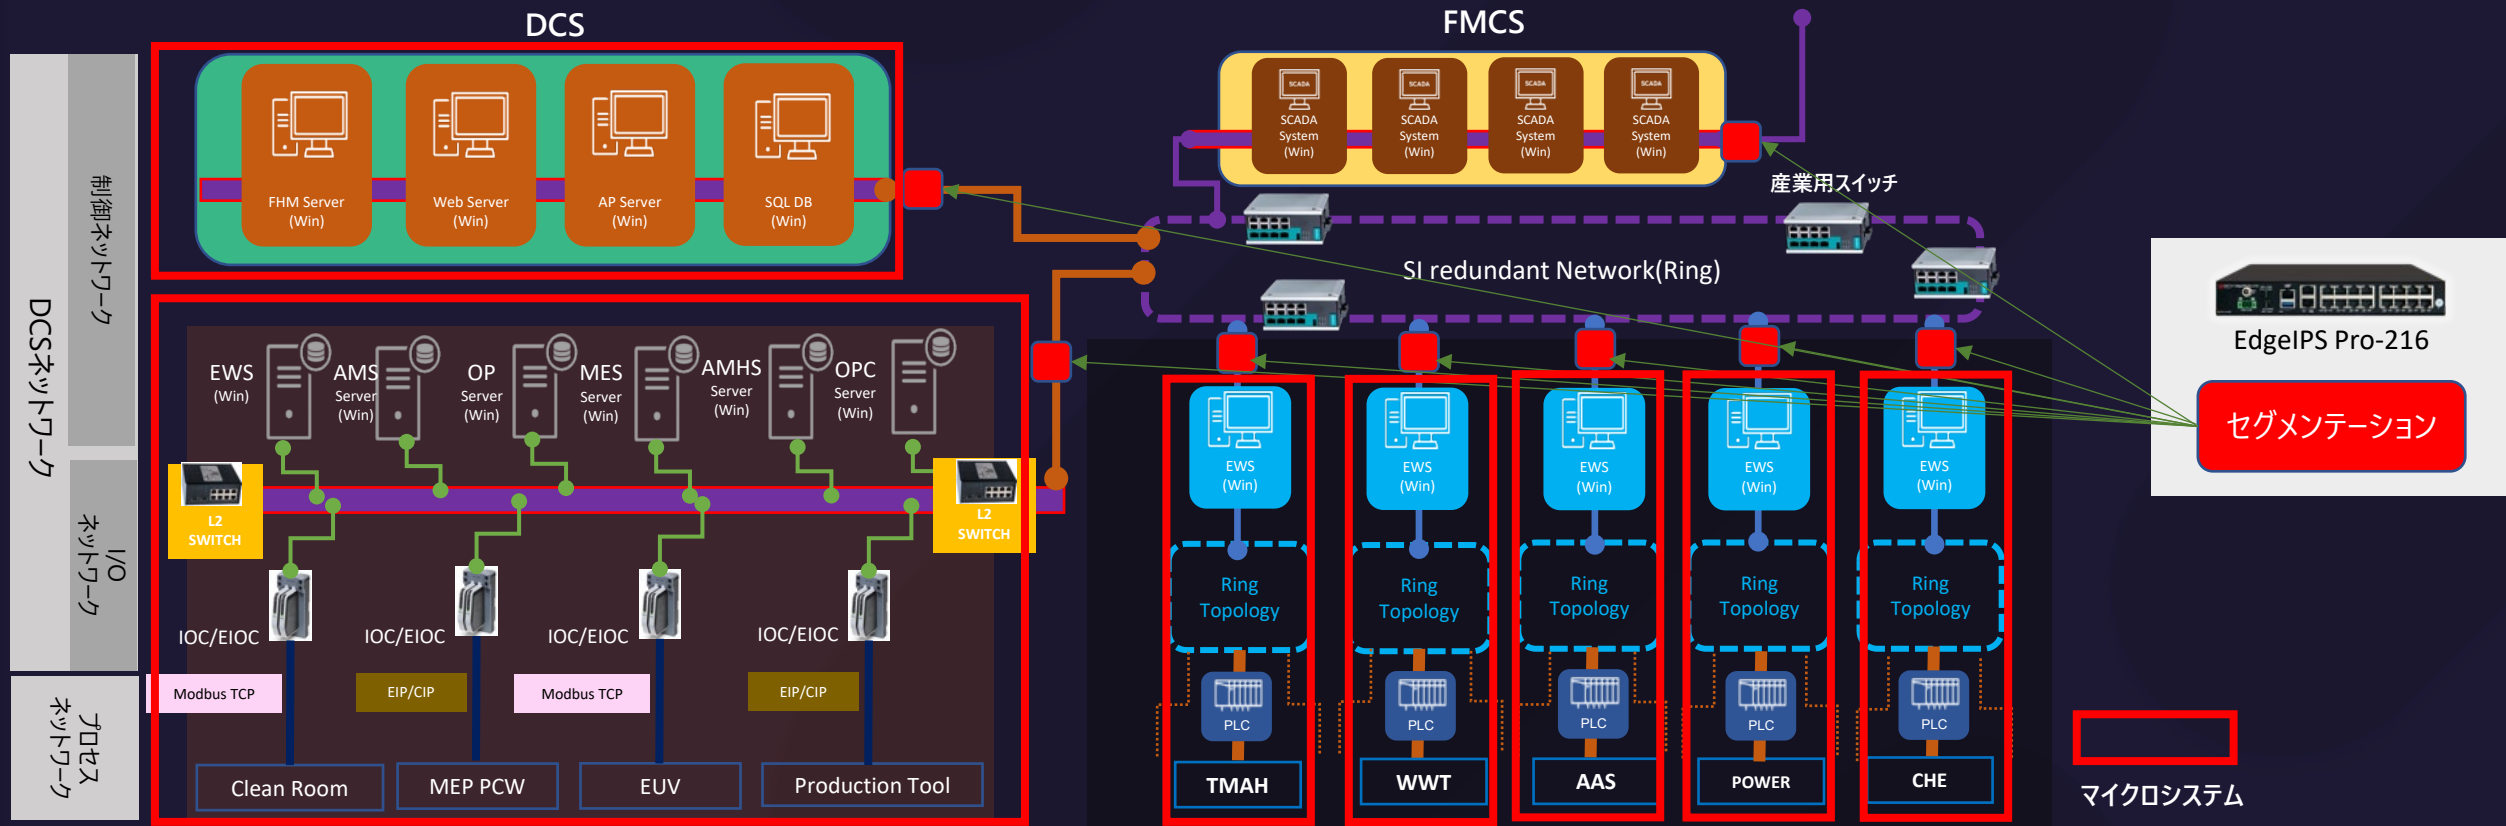 DCS
FMCS
DCSネットワーク
制御ネットワーク
I/O
ネットワーク
プロセス
ネットワーク
FHM Server
(Win)
Web Server
(Win)
AP Server
(Win)
SQL DB
(Win)
SCADA
SCADA
System
(Win)
SCADA
SCADA
System
(Win)
SCADA
SCADA
System
(Win)
SCADA
SCADA
System
(Win)
産業用スイッチ
SI redundant Network(Ring)
EdgeIPS Pro-216
セグメンテーション
EWS
(Win)
AMS
Server
(Win)
OP
Server
(Win)
MES
Server
(Win)
AMHS
Server
(Win)
OPC
Server
(Win)
L2
SWITCH
L2
SWITCH
IOC/EIOC
IOC/EIOC
IOC/EIOC
IOC/EIOC
Modbus TCP
EIP/CIP
Modbus TCP
EIP/CIP
Clean Room
MEP PCW
EUV
Production Tool
EWS
(Win)
EWS
(Win)
EWS
(Win)
EWS
(Win)
EWS
(Win)
Ring
Topology
Ring
Topology
Ring
Topology
Ring
Topology
Ring
Topology
PLC
PLC
PLC
PLC
PLC
TMAH
WWT
AAS
POWER
CHE
マイクロシステム